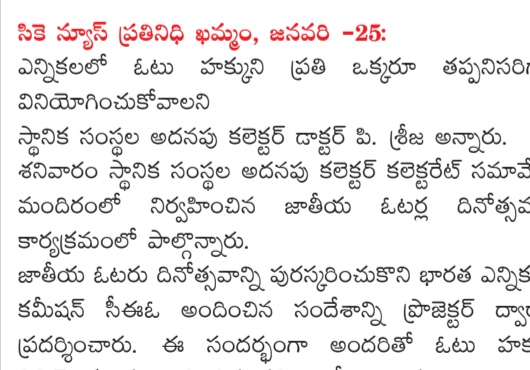 సికె న్యూస్ ప్రతినిధి ఖమ్మం, జనవరి -25:
ఎన్నికలలో ఓటు హక్కుని ప్రతి ఒక్కరూ తప్పనిసరిగ
వినియోగించుకోవాలని
స్థానిక సంస్థల అదనపు కలెక్టర్ డాక్టర్ పి. శ్రీజ అన్నారు.
శనివారం స్థానిక సంస్థల అదనపు కలెక్టర్ కలెక్టరేట్ సమావే
మందిరంలో నిర్వహించిన జాతీయ ఓటర్ల దినోత్సవ
కార్యక్రమంలో పాల్గొన్నారు.
జాతీయ ఓటరు దినోత్సవాన్ని పురస్కరించుకొని భారత ఎన్నిక
కమీషన్ సీఈఓ అందించిన సందేశాన్ని ప్రొజెక్టర్ ద్వార
ప్రదర్శించారు. ఈ సందర్భంగా అందరితో ఓటు హక